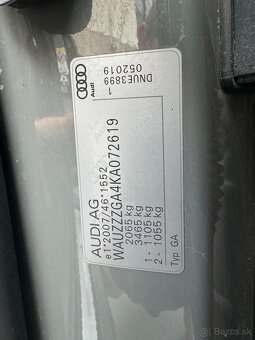 AUDI AG
e1*2007/46*1552
WAUZZZGA4KA072619
2065 kg
3465 kg
1 - 1105 kg
2 - 1055 kg
Typ GA
Audi
DNUE3899
1
052019
bazos.sk